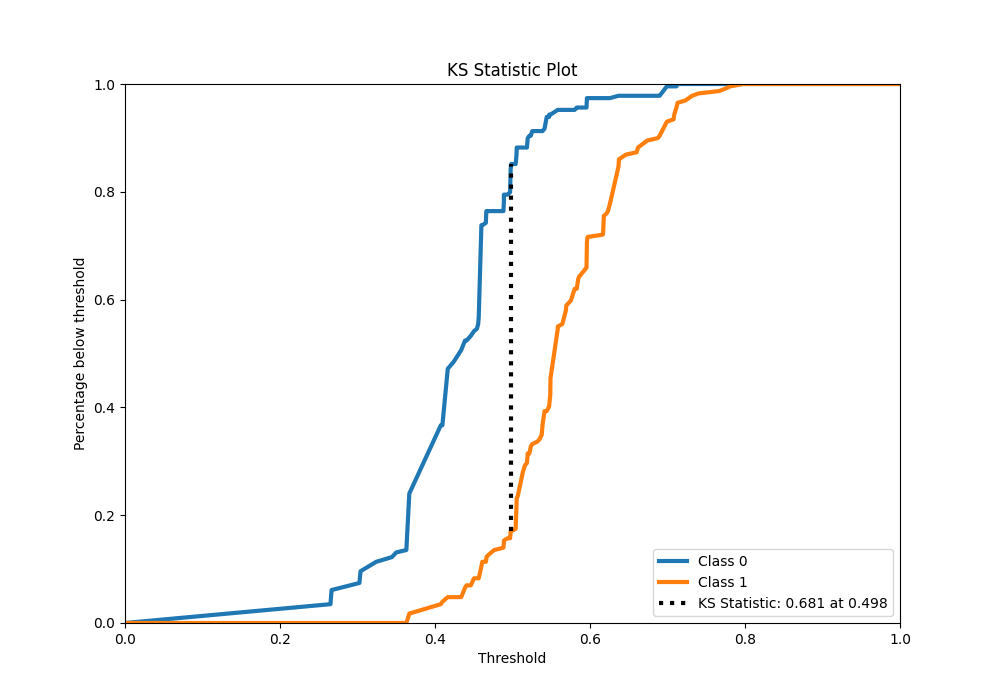 KS Statistic Plot
1.0
0.8
0.6
0.4
0.2
0.0
Percentage below threshold
0.0 0.2 0.4 0.6 0.8 1.0
Threshold
Class 0
Class 1
KS Statistic: 0.681 at 0.498